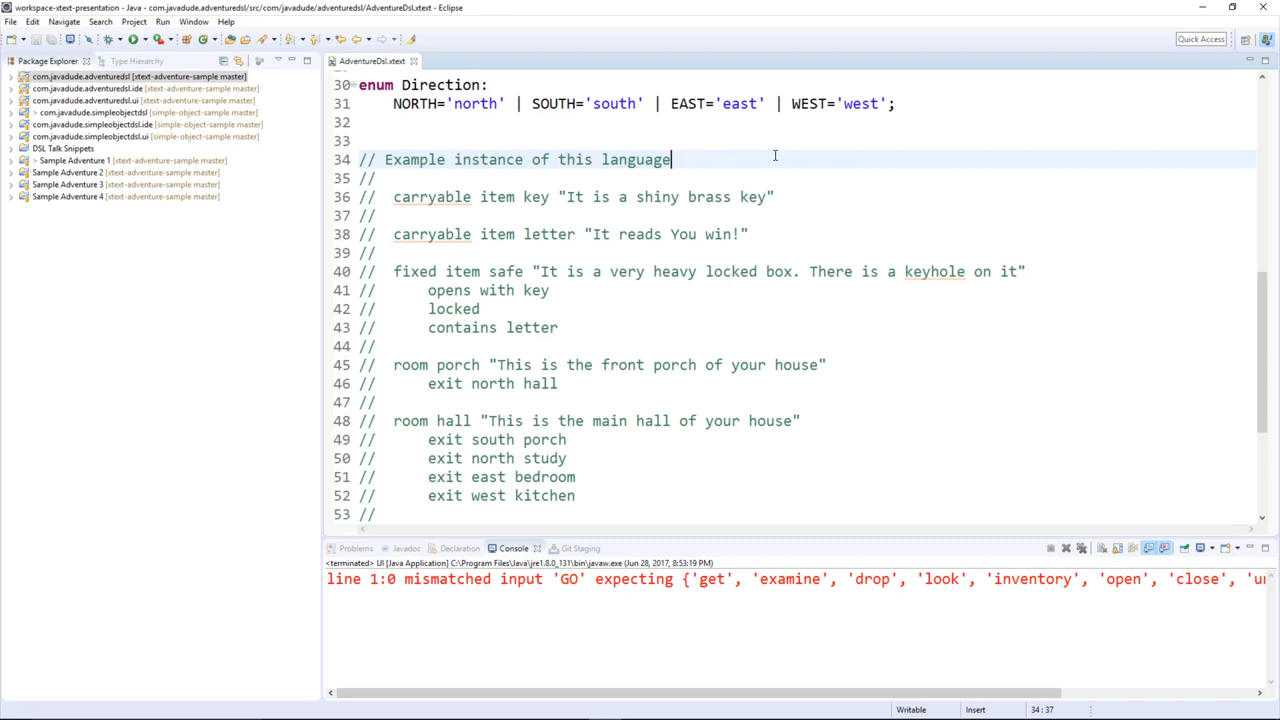 workspace-xtext-presentation - Java - com.javadude.adventuredsl/src/com/javadude/adventuredsl/AdventureDsl.xtext - Eclipse
File Edit Navigate Search Project Run Window Help
Quick Access
Package Explorer Type Hierarchy
com.javadude.adventuredsl [xtext-adventure-sample master]
com.javadude.adventuredsl.ide [xtext-adventure-sample master]
com.javadude.adventuredsl.ui [xtext-adventure-sample master]
> com.javadude.simpleobjectdsl [simple-object-dsl master]
com.javadude.simpleobjectdsl.ide [simple-object-dsl master]
com.javadude.simpleobjectdsl.ui [simple-object-dsl master]
DSL Talk Snippets
> Sample Adventure 1 [xtext-adventure-sample master]
Sample Adventure 2 [xtext-adventure-sample master]
Sample Adventure 3 [xtext-adventure-sample master]
Sample Adventure 4 [xtext-adventure-sample master]
AdventureDsl.xtext
30 enum Direction:
31 NORTH='north' | SOUTH='south' | EAST='east' | WEST='west';
32
33
34 // Example instance of this language
35 //
36 // carryable item key "It is a shiny brass key"
37 //
38 // carryable item letter "It reads You win!"
39 //
40 // fixed item safe "It is a very heavy locked box. There is a keyhole on it"
41 // opens with key
42 // locked
43 // contains letter
44 //
45 // room porch "This is the front porch of your house"
46 // exit north hall
47 //
48 // room hall "This is the main hall of your house"
49 // exit south porch
50 // exit north study
51 // exit east bedroom
52 // exit west kitchen
53 //
Problems Javadoc Declaration Console Git Staging
<terminated> UI [Java Application] C:\Program Files\Java\jre1.8.0_131\bin\javaw.exe (Jun 28, 2017, 8:53:19 PM)
line 1:0 mismatched input 'GO' expecting {'get', 'examine', 'drop', 'look', 'inventory', 'open', 'close',
Writable Insert 34 : 37